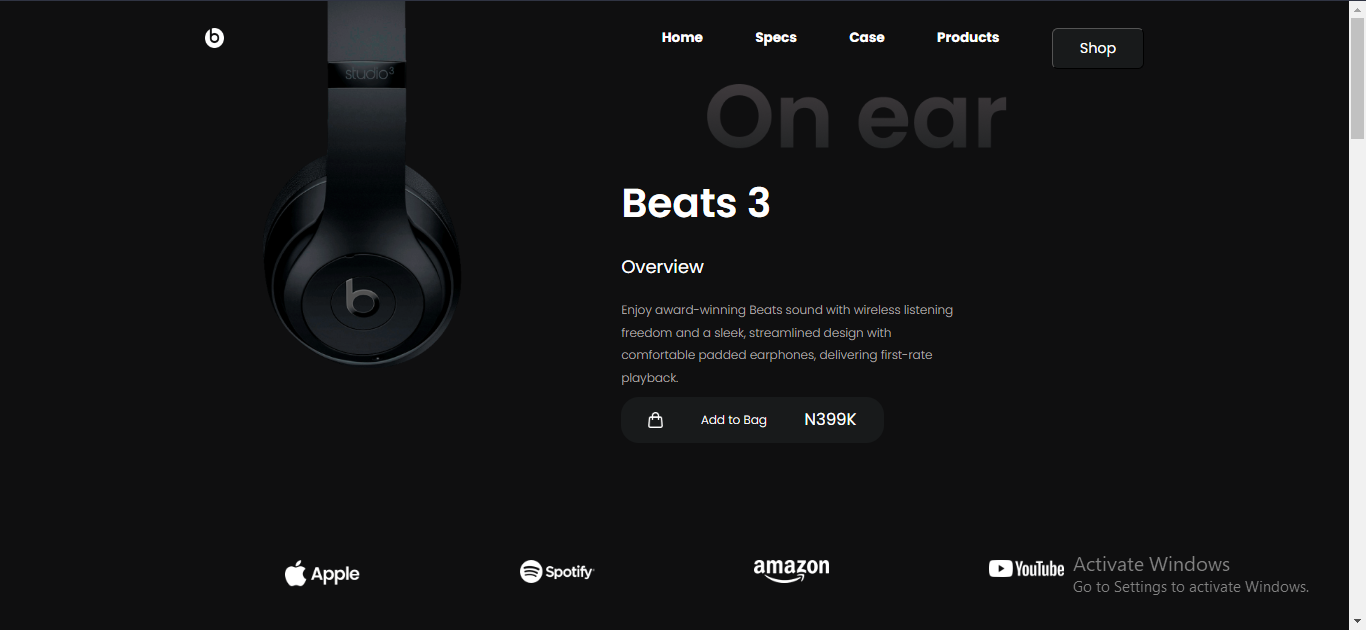 Home Specs Case Products Shop
studio3
On ear
Beats 3
Overview
Enjoy award-winning Beats sound with wireless listening
freedom and a sleek, streamlined design with
comfortable padded earphones, delivering first-rate
playback.
Add to Bag N399K
Apple Spotify amazon YouTube
Activate Windows
Go to Settings to activate Windows.